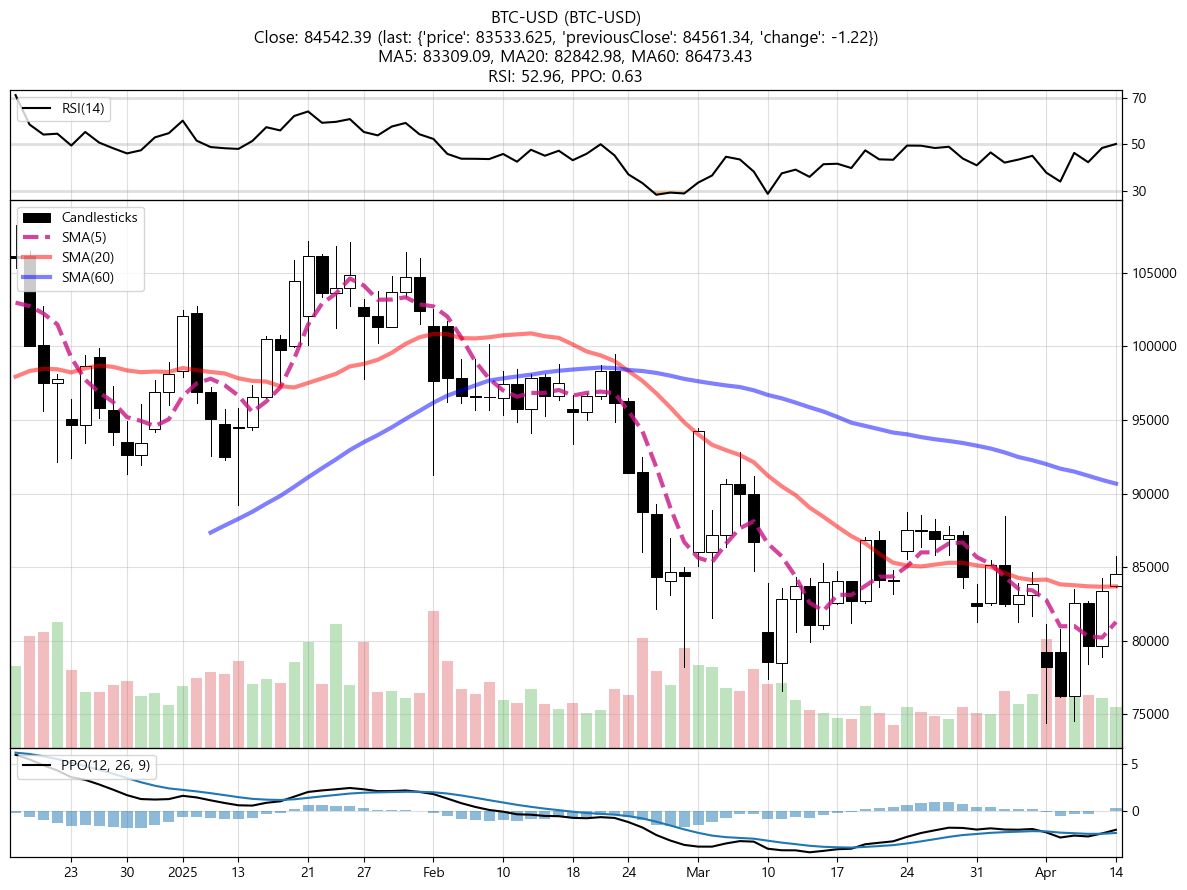 BTC-USD (BTC-USD)
Close: 84542.39 (last: {'price': 83533.625, 'previousClose': 84561.34, 'change': -1.22})
MA5: 83309.09, MA20: 82842.98, MA60: 86473.43
RSI: 52.96, PPO: 0.63
RSI(14)
70
50
30
Candlesticks
SMA(5)
SMA(20)
SMA(60)
105000
100000
95000
90000
85000
80000
75000
PPO(12, 26, 9)
5
0
23 30 2025 13 21 27 Feb 10 18 24 Mar 10 17 24 31 Apr 14